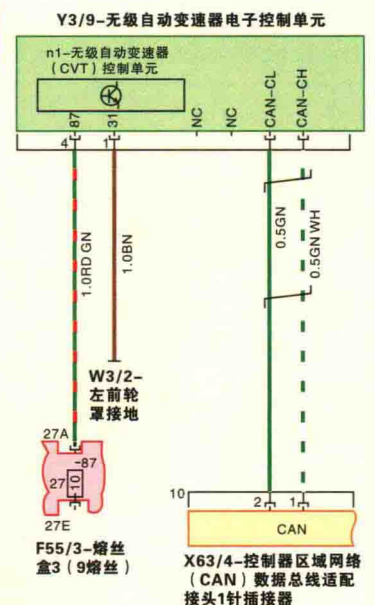 Y3/9-无级自动变速器电子控制单元
n1-无级自动变速器
（CVT）控制单元
87
31
NC
NC
CAN-CL
CAN-CH
4
1
1.0RD GN
1.0BN
0.5GN
0.5GN WH
W3/2-
左前轮
罩接地
27A
-87
27
10
27E
F55/3-熔丝
盒3（9熔丝）
10
2
1
CAN
X63/4-控制器区域网络
（CAN）数据总线适配
接头1针插接器